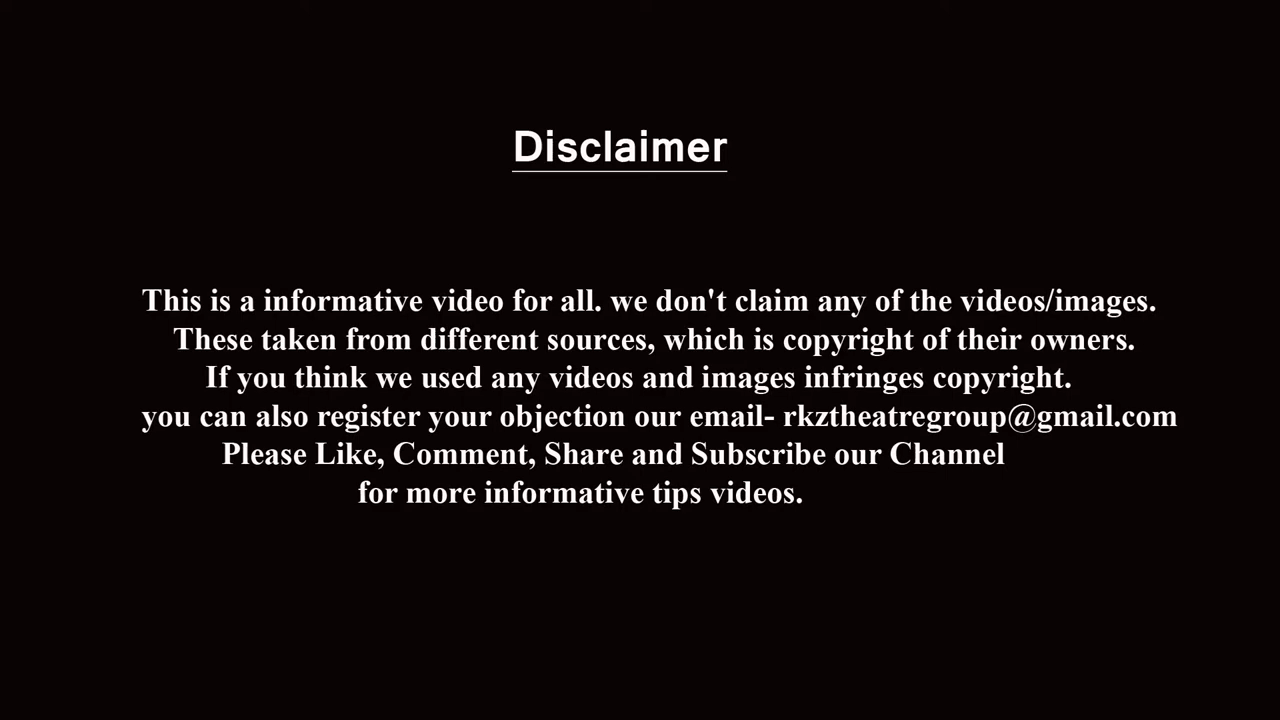 Disclaimer
This is a informative video for all. we don't claim any of the videos/images.
These taken from different sources, which is copyright of their owners.
If you think we used any videos and images infringes copyright.
you can also register your objection our email- rkztheatregroup@gmail.com
Please Like, Comment, Share and Subscribe our Channel
for more informative tips videos.